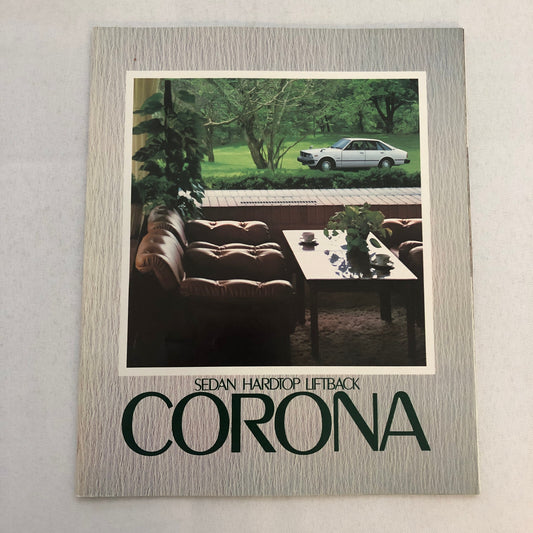 SEDAN HARDTOP LIFTBACK
CORONA